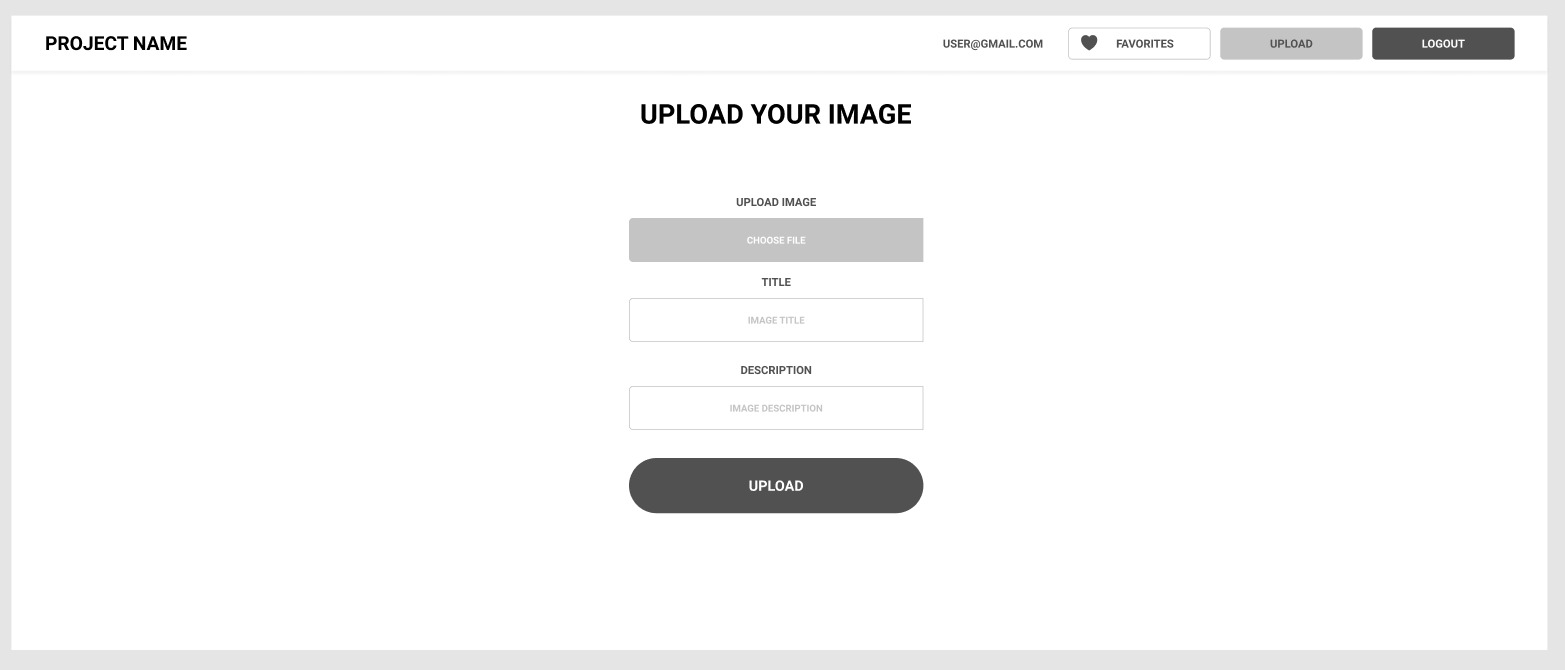 PROJECT NAME
USER@GMAIL.COM
FAVORITES
UPLOAD
LOGOUT
UPLOAD YOUR IMAGE
UPLOAD IMAGE
CHOOSE FILE
TITLE
IMAGE TITLE
DESCRIPTION
IMAGE DESCRIPTION
UPLOAD